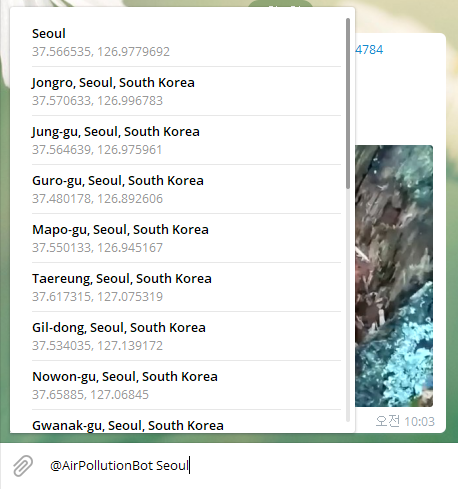 Seoul
37.566535, 126.9779692
4784
Jongro, Seoul, South Korea
37.570633, 126.996783
Jung-gu, Seoul, South Korea
37.564639, 126.975961
Guro-gu, Seoul, South Korea
37.480178, 126.892606
Mapo-gu, Seoul, South Korea
37.550133, 126.945167
Taereung, Seoul, South Korea
37.617315, 127.075319
Gil-dong, Seoul, South Korea
37.534035, 127.139172
Nowon-gu, Seoul, South Korea
37.65885, 127.06845
Gwanak-gu, Seoul, South Korea
오전 10:03
@AirPollutionBot Seoul